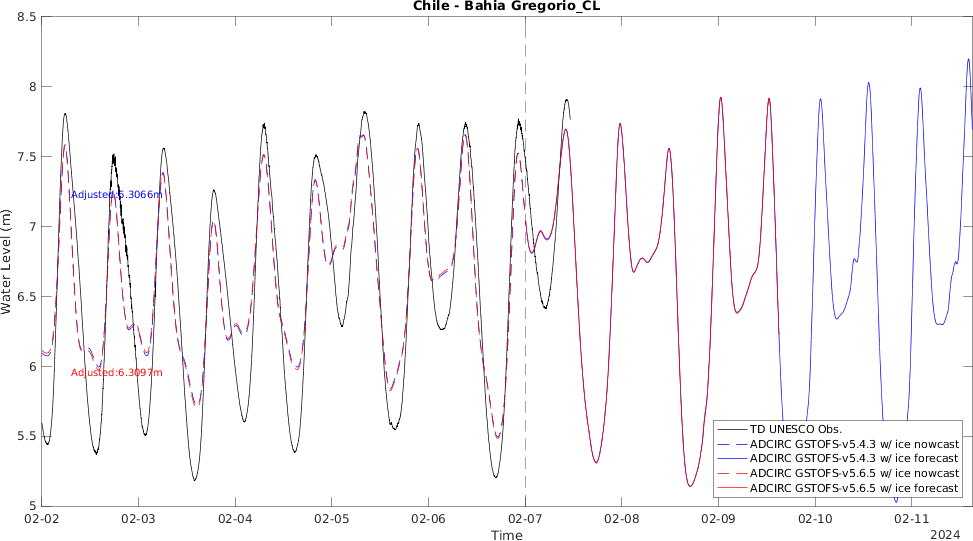 Chile - Bahia Gregorio_CL
8.5
8
7.5
7
6.5
6
5.5
5
Water Level (m)
Adjusted:6.3066m
Adjusted:6.3097m
TD UNESCO Obs.
ADCIRC GSTOFS-v5.4.3 w/ ice nowcast
ADCIRC GSTOFS-v5.4.3 w/ ice forecast
ADCIRC GSTOFS-v5.6.5 w/ ice nowcast
ADCIRC GSTOFS-v5.6.5 w/ ice forecast
02-02 02-03 02-04 02-05 02-06 02-07 02-08 02-09 02-10 02-11
Time
2024